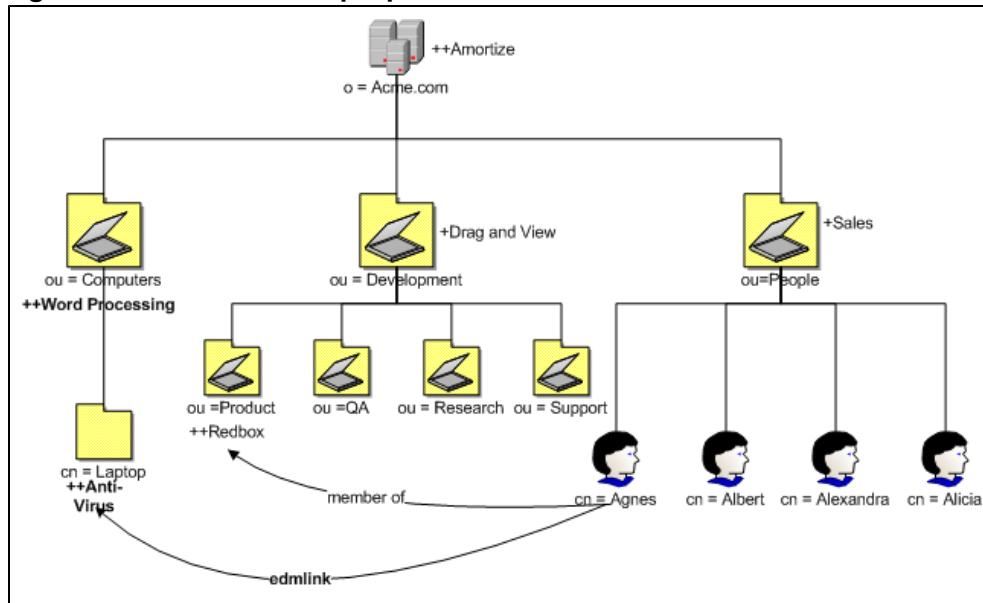 ++Amortize
o = Acme.com
+Drag and View
+Sales
ou = Computers
ou = Development
ou=People
++Word Processing
ou =Product
ou =QA
ou = Research
ou = Support
++Redbox
cn = Laptop
++Anti-
Virus
member of
cn = Agnes
cn = Albert
cn = Alexandra
cn = Alicia
edmlink